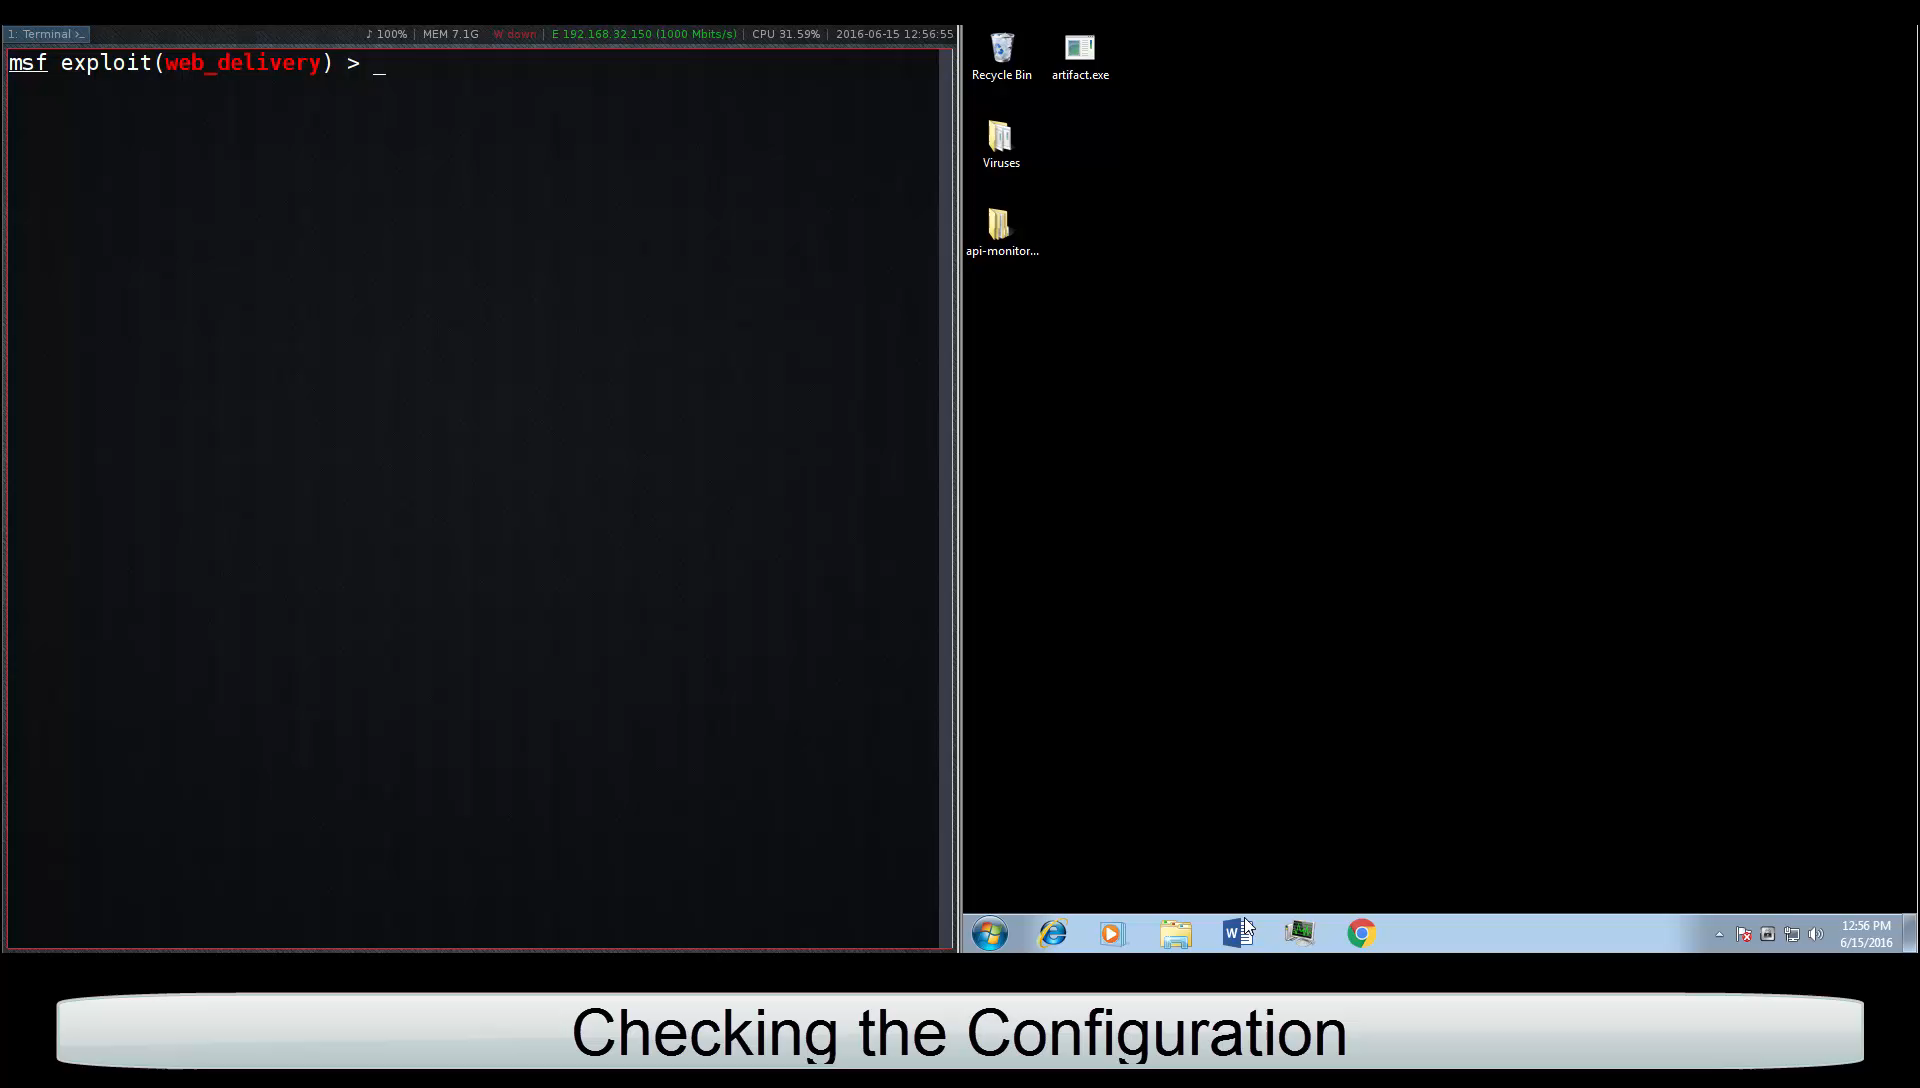 1: Terminal >_
♪ 100% | MEM 7.1G W down | E 192.168.32.150 (1000 Mbits/s) | CPU 31.59% | 2016-06-15 12:56:55
msf exploit(web_delivery) > _
Recycle Bin
artifact.exe
Viruses
api-monitor...
12:56 PM
6/15/2016
Checking the Configuration